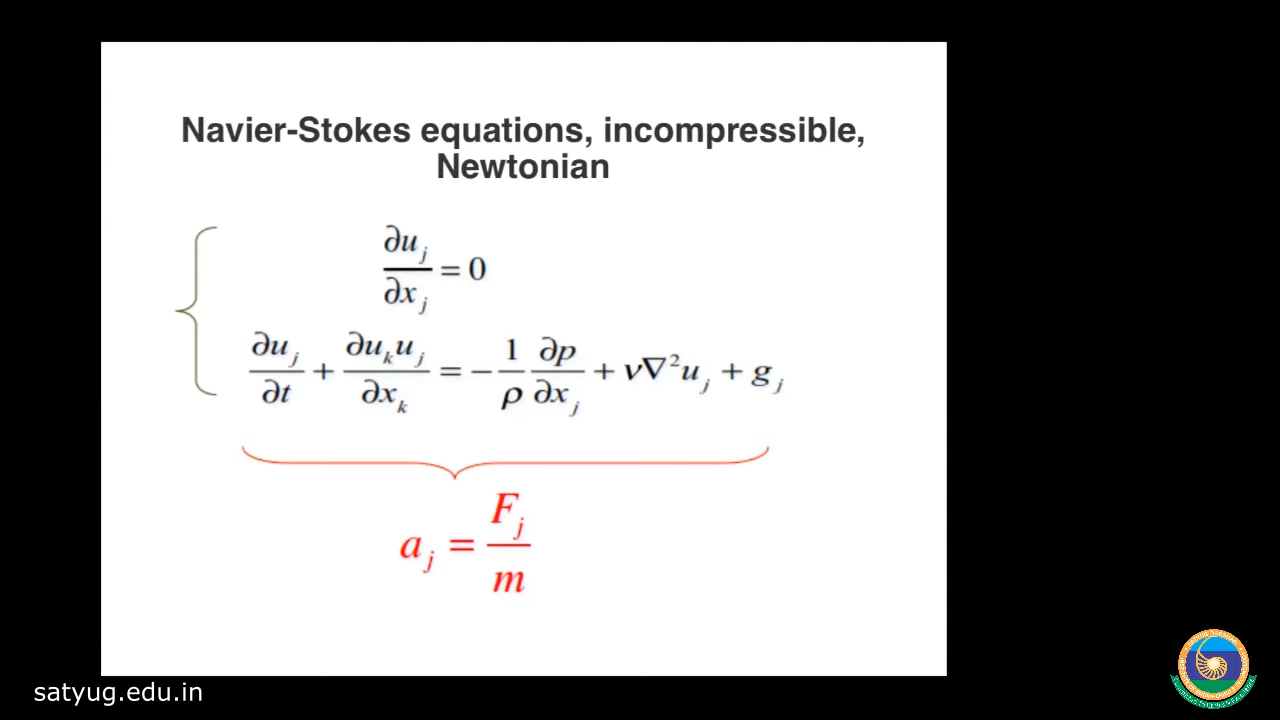 Navier-Stokes equations, incompressible,
Newtonian
∂u_j/∂x_j = 0
∂u_j/∂t + ∂u_k u_j/∂x_k = -1/ρ ∂p/∂x_j + ν∇²u_j + g_j
a_j = F_j/m
satyug.edu.in